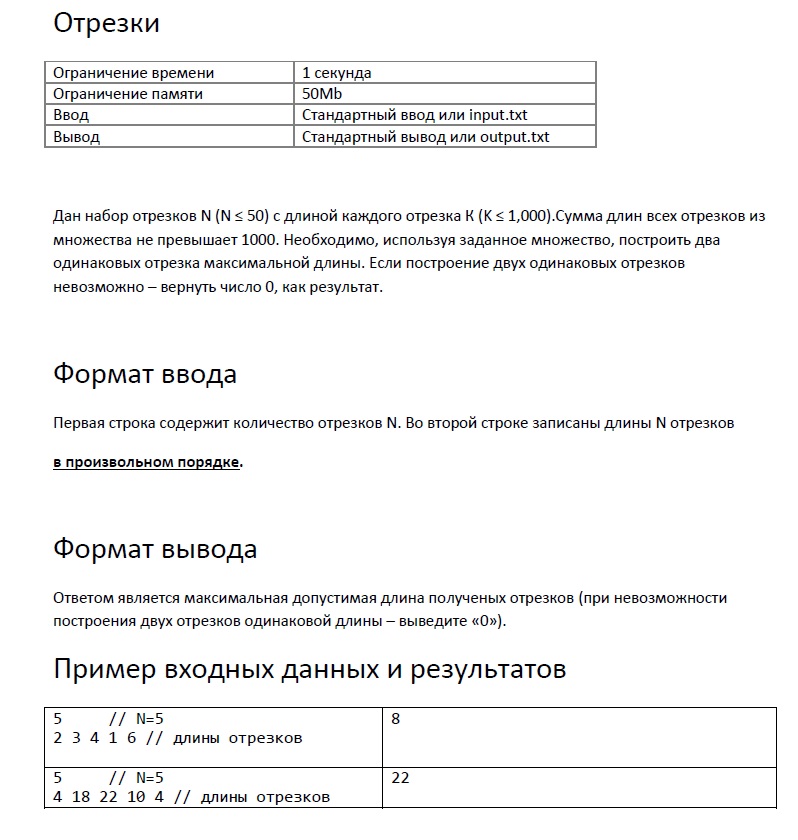 Отрезки
Ограничение времени 1 секунда
Ограничение памяти 50Mb
Ввод Стандартный ввод или input.txt
Вывод Стандартный вывод или output.txt
Дан набор отрезков N (N ≤ 50) с длиной каждого отрезка К (K ≤ 1,000).Сумма длин всех отрезков из
множества не превышает 1000. Необходимо, используя заданное множество, построить два
одинаковых отрезка максимальной длины. Если построение двух одинаковых отрезков
невозможно – вернуть число 0, как результат.
Формат ввода
Первая строка содержит количество отрезков N. Во второй строке записаны длины N отрезков
в произвольном порядке.
Формат вывода
Ответом является максимальная допустимая длина полученых отрезков (при невозможности
построения двух отрезков одинаковой длины – выведите «0»).
Пример входных данных и результатов
5 // N=5 8
2 3 4 1 6 // длины отрезков
5 // N=5 22
4 18 22 10 4 // длины отрезков